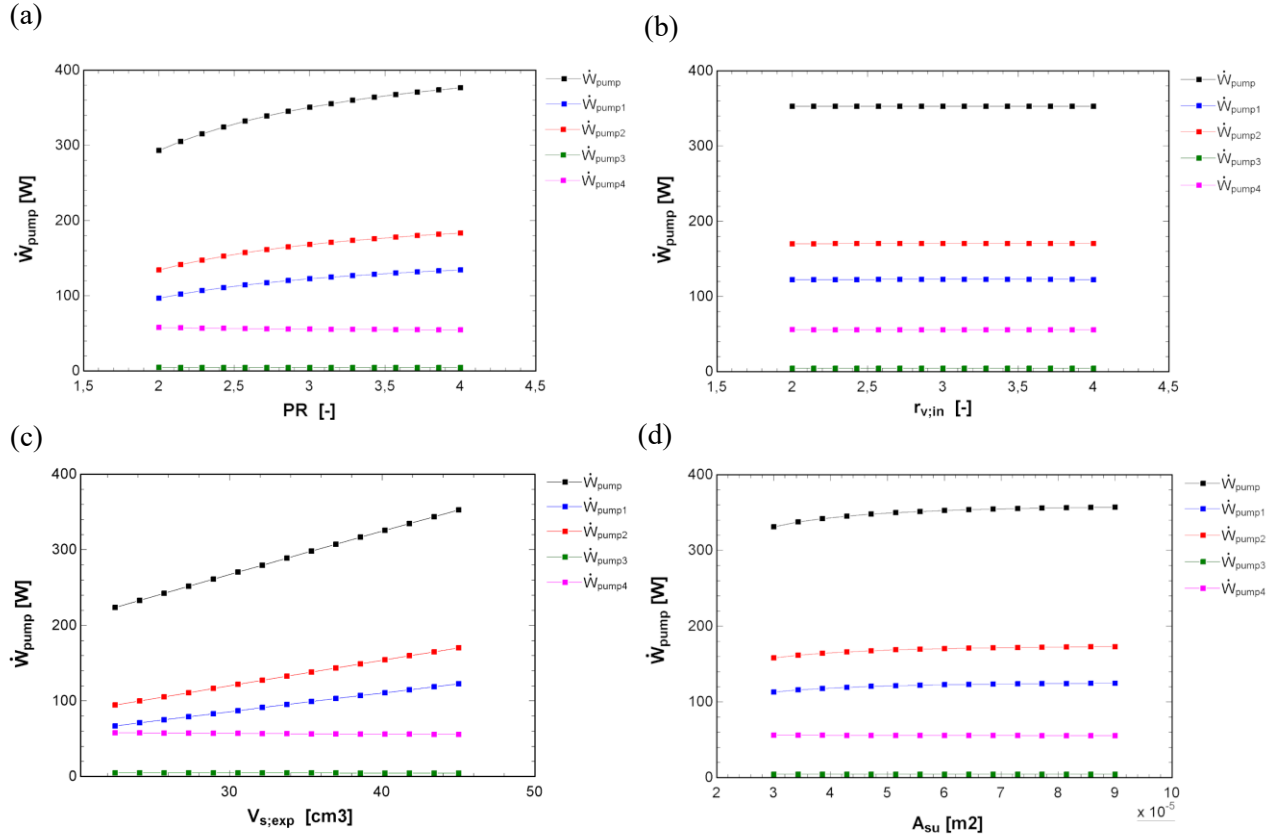 (a)
400
300
200
100
0
1,5 2 2,5 3 3,5 4 4,5
Ẇpump [W]
PR [-]
Ẇpump
Ẇpump1
Ẇpump2
Ẇpump3
Ẇpump4
(b)
400
300
200
100
0
1,5 2 2,5 3 3,5 4 4,5
Ẇpump [W]
rv;in [-]
Ẇpump
Ẇpump1
Ẇpump2
Ẇpump3
Ẇpump4
(c)
400
300
200
100
0
30 40 50
Ẇpump [W]
Vs;exp [cm3]
Ẇpump
Ẇpump1
Ẇpump2
Ẇpump3
Ẇpump4
(d)
400
300
200
100
0
2 3 4 5 6 7 8 9 10
x 10-5
Ẇpump [W]
Asu [m2]
Ẇpump
Ẇpump1
Ẇpump2
Ẇpump3
Ẇpump4